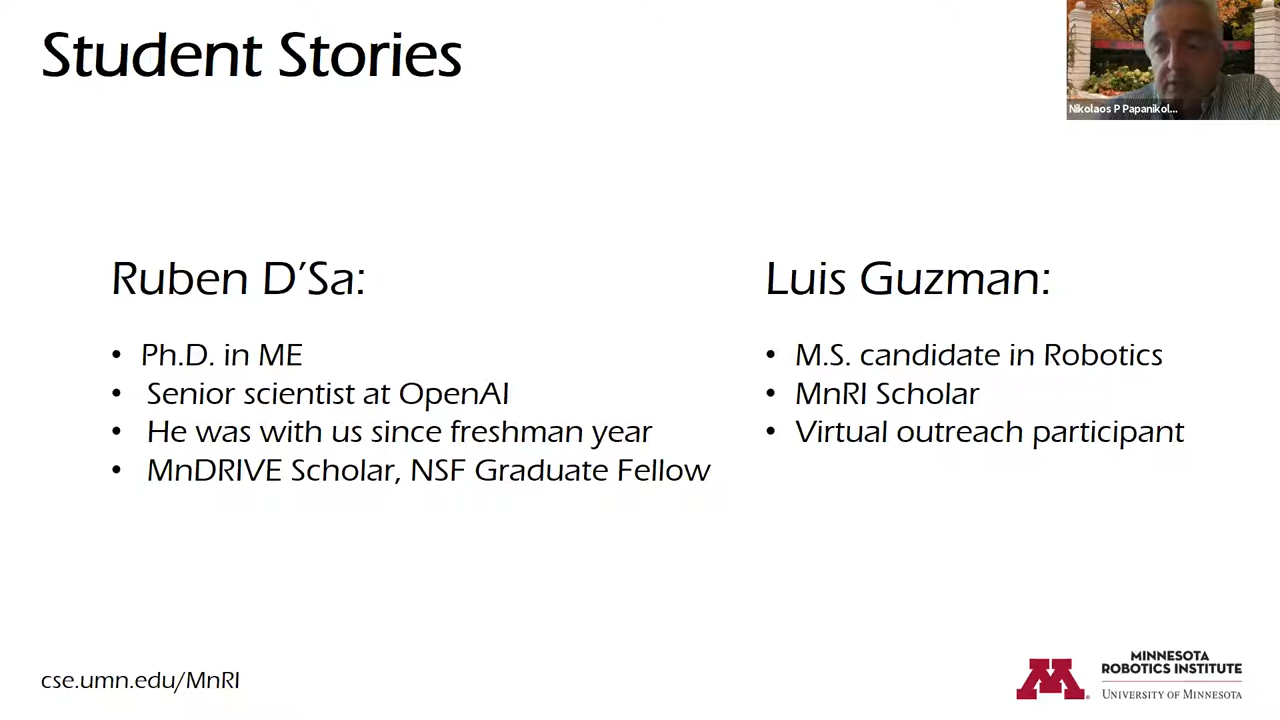 Student Stories
Nikolaos P Papanikol...
Ruben D’Sa:
• Ph.D. in ME
• Senior scientist at OpenAI
• He was with us since freshman year
• MnDRIVE Scholar, NSF Graduate Fellow
Luis Guzman:
• M.S. candidate in Robotics
• MnRI Scholar
• Virtual outreach participant
cse.umn.edu/MnRI
M
MINNESOTA
ROBOTICS INSTITUTE
UNIVERSITY OF MINNESOTA